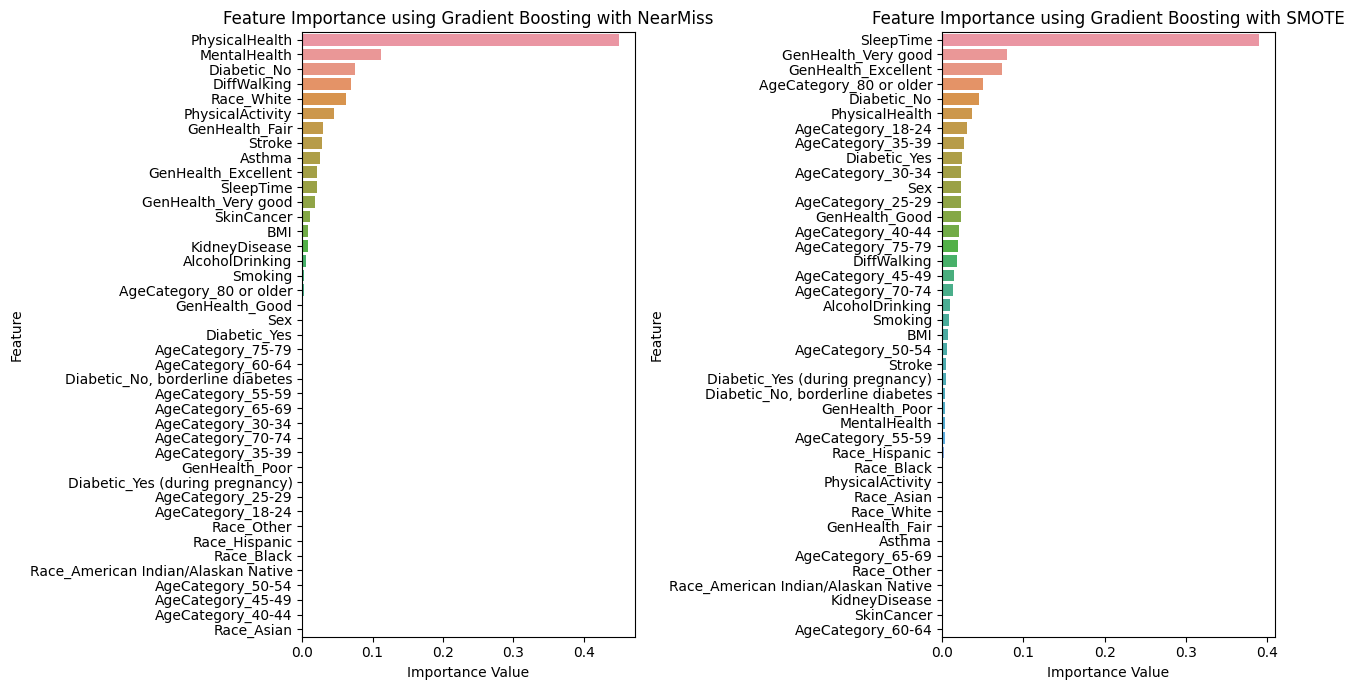 Feature Importance using Gradient Boosting with NearMiss
PhysicalHealth
MentalHealth
Diabetic_No
DiffWalking
Race_White
PhysicalActivity
GenHealth_Fair
Stroke
Asthma
GenHealth_Excellent
SleepTime
GenHealth_Very good
SkinCancer
BMI
KidneyDisease
AlcoholDrinking
Smoking
AgeCategory_80 or older
GenHealth_Good
Sex
Diabetic_Yes
AgeCategory_75-79
AgeCategory_60-64
Diabetic_No, borderline diabetes
AgeCategory_55-59
AgeCategory_65-69
AgeCategory_30-34
AgeCategory_70-74
AgeCategory_35-39
GenHealth_Poor
Diabetic_Yes (during pregnancy)
AgeCategory_25-29
AgeCategory_18-24
Race_Other
Race_Hispanic
Race_Black
Race_American Indian/Alaskan Native
AgeCategory_50-54
AgeCategory_45-49
AgeCategory_40-44
Race_Asian
Feature
0.0 0.1 0.2 0.3 0.4
Importance Value
Feature Importance using Gradient Boosting with SMOTE
SleepTime
GenHealth_Very good
GenHealth_Excellent
AgeCategory_80 or older
Diabetic_No
PhysicalHealth
AgeCategory_18-24
AgeCategory_35-39
Diabetic_Yes
AgeCategory_30-34
Sex
AgeCategory_25-29
GenHealth_Good
AgeCategory_40-44
AgeCategory_75-79
DiffWalking
AgeCategory_45-49
AgeCategory_70-74
AlcoholDrinking
Smoking
BMI
AgeCategory_50-54
Stroke
Diabetic_Yes (during pregnancy)
Diabetic_No, borderline diabetes
GenHealth_Poor
MentalHealth
AgeCategory_55-59
Race_Hispanic
Race_Black
PhysicalActivity
Race_Asian
Race_White
GenHealth_Fair
Asthma
AgeCategory_65-69
Race_Other
Race_American Indian/Alaskan Native
KidneyDisease
SkinCancer
AgeCategory_60-64
Feature
0.0 0.1 0.2 0.3 0.4
Importance Value